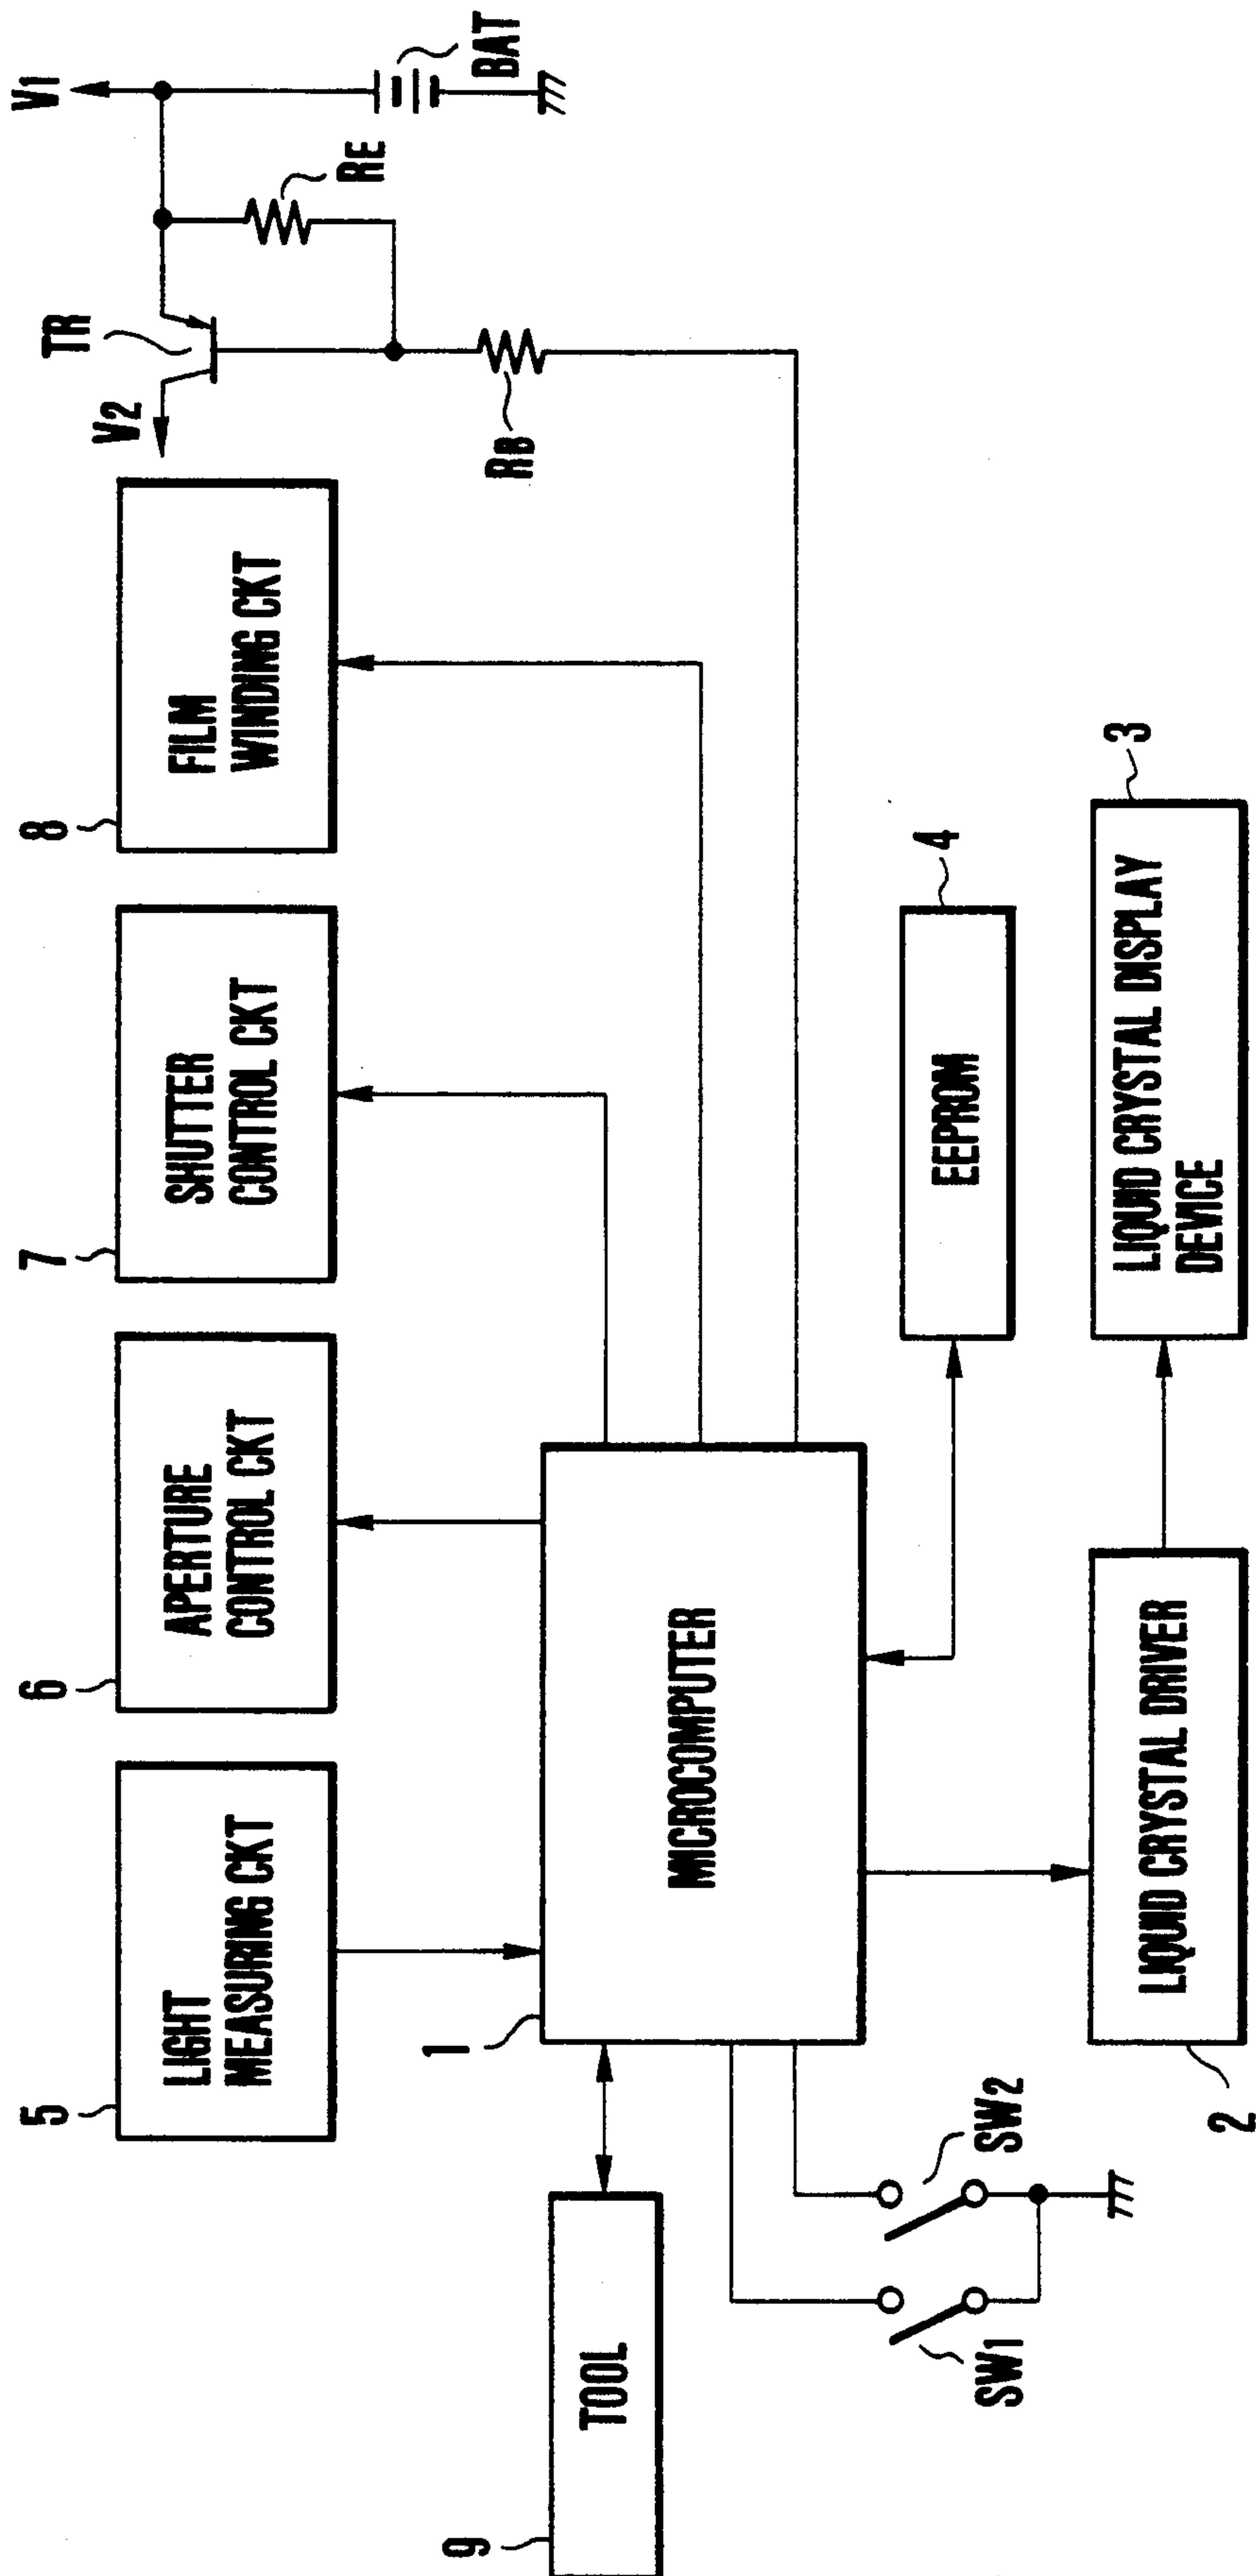 5
LIGHT
MEASURING CKT
6
APERTURE
CONTROL CKT
7
SHUTTER
CONTROL CKT
8
FILM
WINDING CKT
V2
TR
V1
RE
BAT
RB
9
TOOL
1
MICROCOMPUTER
SW1
SW2
4
EEPROM
2
LIQUID CRYSTAL DRIVER
3
LIQUID CRYSTAL DISPLAY
DEVICE